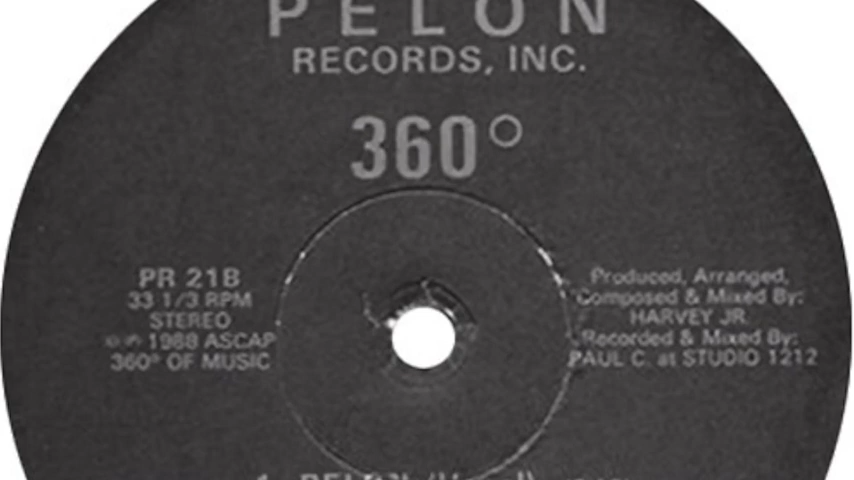 PELON
RECORDS, INC.
360°
PR 21B
33 1/3 RPM
STEREO
©℗ 1988 ASCAP
360° OF MUSIC
Produced, Arranged,
Composed & Mixed By:
HARVEY JR.
Recorded & Mixed By:
PAUL C. at STUDIO 1212